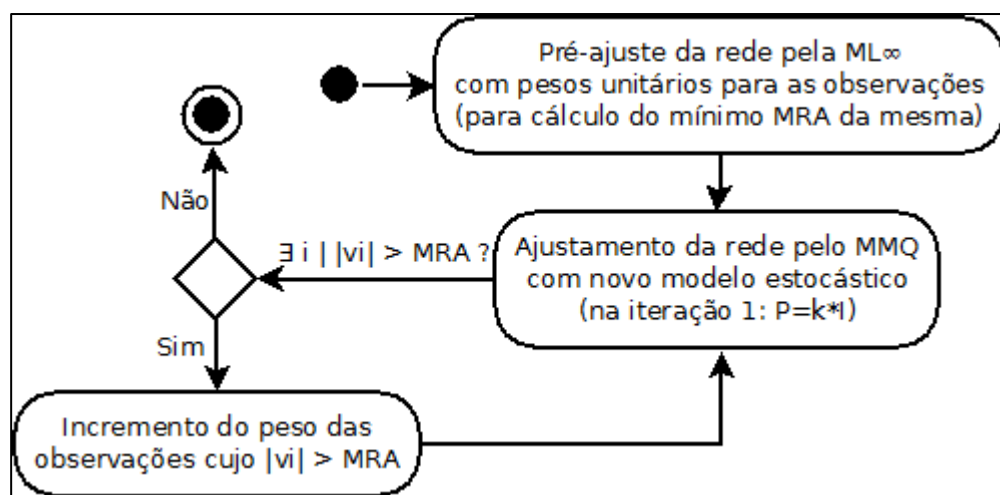 Pré-ajuste da rede pela ML∞
com pesos unitários para as observações
(para cálculo do mínimo MRA da mesma)
Não
∃ i | |vi| > MRA ?
Ajustamento da rede pelo MMQ
com novo modelo estocástico
(na iteração 1: P=k*I)
Sim
Incremento do peso das
observações cujo |vi| > MRA